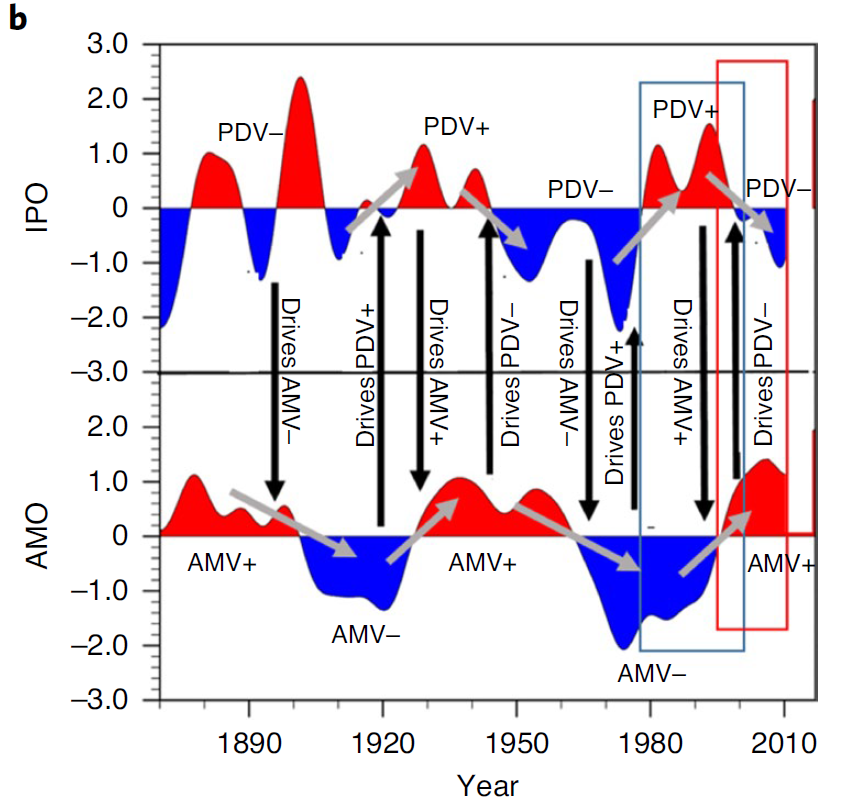 b
3.0
2.0
1.0
0
–1.0
–2.0
–3.0
2.0
1.0
0
–1.0
–2.0
–3.0
IPO
AMO
PDV–
PDV+
PDV–
PDV+
PDV–
Drives AMV–
Drives PDV+
Drives AMV+
Drives PDV–
Drives AMV–
Drives PDV+
Drives AMV+
Drives PDV–
AMV+
AMV–
AMV+
AMV–
AMV+
1890
1920
1950
1980
2010
Year